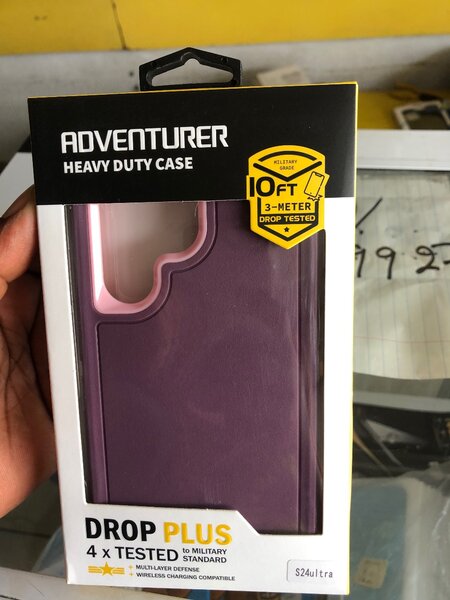 ADVENTURER
HEAVY DUTY CASE
MILITARY
GRADE
10FT
3-METER
DROP TESTED
DROP PLUS
4 x TESTED to MILITARY
STANDARD
+ MULTI-LAYER DEFENSE
+ WIRELESS CHARGING COMPATIBLE
S24ultra